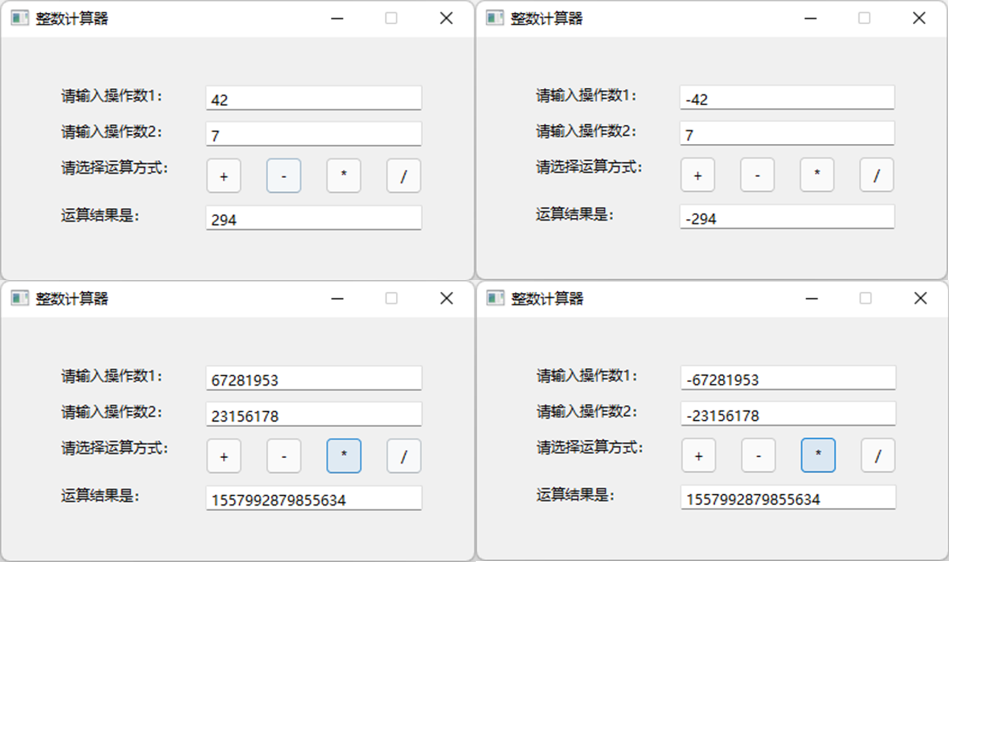 整数计算器
请输入操作数1： 42
请输入操作数2： 7
请选择运算方式： + - * /
运算结果是： 294
整数计算器
请输入操作数1： -42
请输入操作数2： 7
请选择运算方式： + - * /
运算结果是： -294
整数计算器
请输入操作数1： 67281953
请输入操作数2： 23156178
请选择运算方式： + - * /
运算结果是： 1557992879855634
整数计算器
请输入操作数1： -67281953
请输入操作数2： -23156178
请选择运算方式： + - * /
运算结果是： 1557992879855634